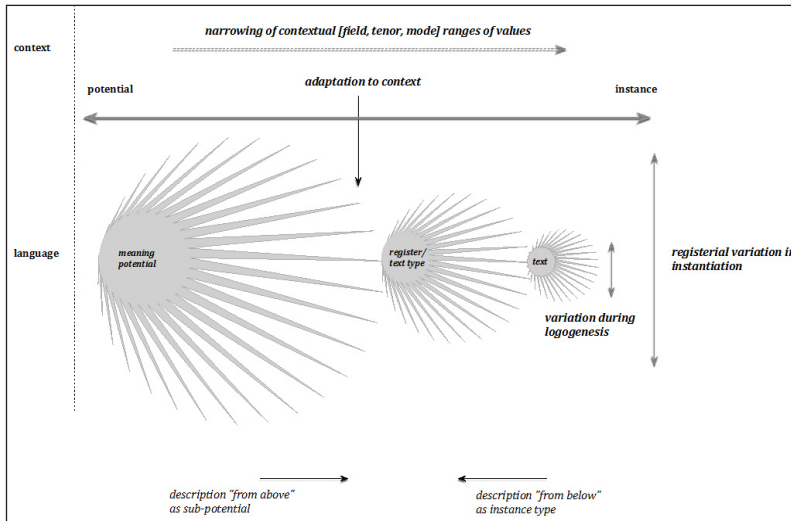 narrowing of contextual [field, tenor, mode] ranges of values
context
adaptation to context
potential
instance
language
meaning
potential
register/
text type
text
registerial variation in
instantiation
variation during
logogenesis
description "from above"
as sub-potential
description "from below"
as instance type